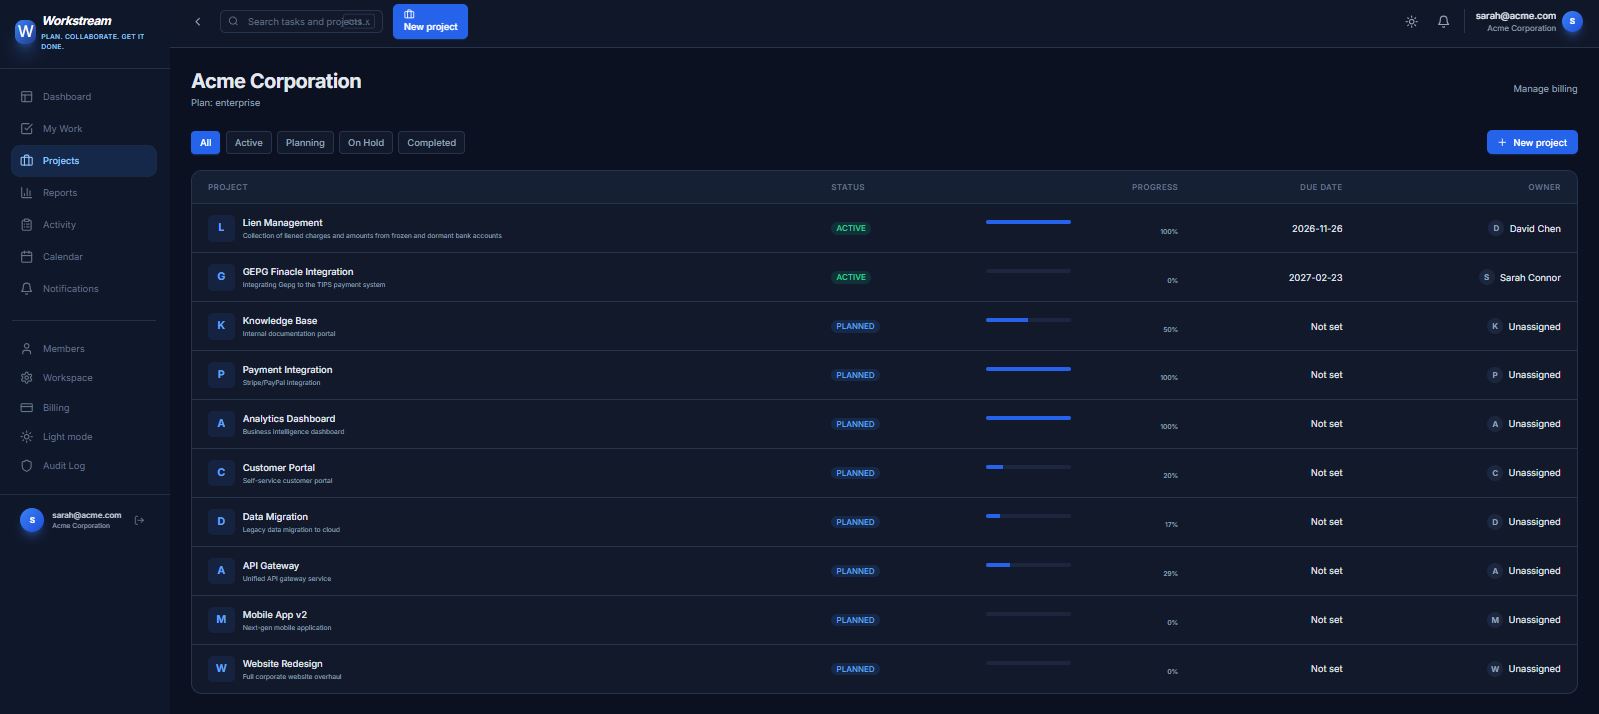 W
Workstream
PLAN. COLLABORATE. GET IT
DONE.
Dashboard
My Work
Projects
Reports
Activity
Calendar
Notifications
Members
Workspace
Billing
Light mode
Audit Log
S
sarah@acme.com
Acme Corporation
Search tasks and projects...
New project
sarah@acme.com
Acme Corporation
S
Acme Corporation
Plan: enterprise
Manage billing
All Active Planning On Hold Completed
+ New project
PROJECT STATUS PROGRESS DUE DATE OWNER
L Lien Management ACTIVE 100% 2026-11-26 D David Chen
Collection of liened charges and amounts from frozen and dormant bank accounts
G GEPG Finacle Integration ACTIVE 0% 2027-02-23 S Sarah Connor
Integrating Gepg to the TIPS payment system
K Knowledge Base PLANNED 50% Not set K Unassigned
Internal documentation portal
P Payment Integration PLANNED 100% Not set P Unassigned
Stripe/PayPal Integration
A Analytics Dashboard PLANNED 100% Not set A Unassigned
Business Intelligence dashboard
C Customer Portal PLANNED 20% Not set C Unassigned
Self-service customer portal
D Data Migration PLANNED 17% Not set D Unassigned
Legacy data migration to cloud
A API Gateway PLANNED 29% Not set A Unassigned
Unified API gateway service
M Mobile App v2 PLANNED 0% Not set M Unassigned
Next-gen mobile application
W Website Redesign PLANNED 0% Not set W Unassigned
Full corporate website overhaul